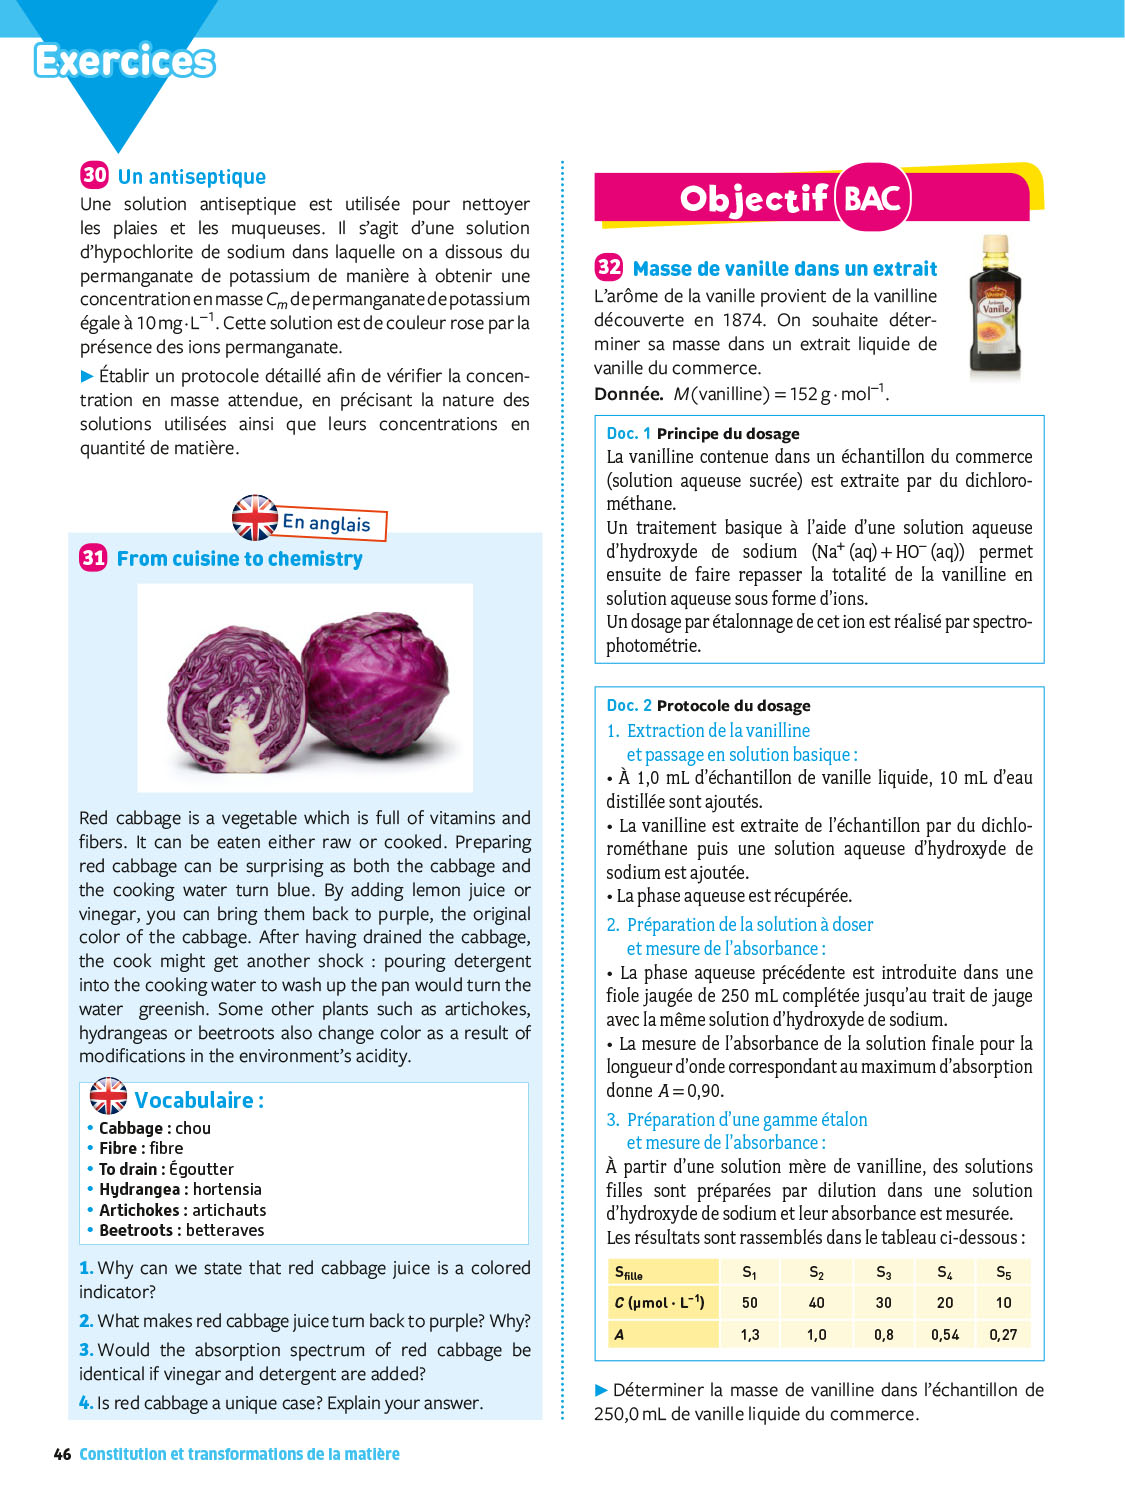 Exercices
30 Un antiseptique
Une solution antiseptique est utilisée pour nettoyer
les plaies et les muqueuses. Il s’agit d’une solution
d’hypochlorite de sodium dans laquelle on a dissous du
permanganate de potassium de manière à obtenir une
concentration en masse Cm de permanganate de potassium
égale à 10 mg·L⁻¹. Cette solution est de couleur rose par la
présence des ions permanganate.
▶ Établir un protocole détaillé afin de vérifier la concen-
tration en masse attendue, en précisant la nature des
solutions utilisées ainsi que leurs concentrations en
quantité de matière.
En anglais
31 From cuisine to chemistry
Red cabbage is a vegetable which is full of vitamins and
fibers. It can be eaten either raw or cooked. Preparing
red cabbage can be surprising as both the cabbage and
the cooking water turn blue. By adding lemon juice or
vinegar, you can bring them back to purple, the original
color of the cabbage. After having drained the cabbage,
the cook might get another shock : pouring detergent
into the cooking water to wash up the pan would turn the
water greenish. Some other plants such as artichokes,
hydrangeas or beetroots also change color as a result of
modifications in the environment’s acidity.
Vocabulaire :
• Cabbage : chou
• Fibre : fibre
• To drain : Égoutter
• Hydrangea : hortensia
• Artichokes : artichauts
• Beetroots : betteraves
1. Why can we state that red cabbage juice is a colored
indicator?
2. What makes red cabbage juice turn back to purple? Why?
3. Would the absorption spectrum of red cabbage be
identical if vinegar and detergent are added?
4. Is red cabbage a unique case? Explain your answer.
Objectif BAC
32 Masse de vanille dans un extrait
L’arôme de la vanille provient de la vanilline
découverte en 1874. On souhaite déter-
miner sa masse dans un extrait liquide de
vanille du commerce.
Donnée. M(vanilline) = 152 g · mol⁻¹.
Vanille
Doc. 1 Principe du dosage
La vanilline contenue dans un échantillon du commerce
(solution aqueuse sucrée) est extraite par du dichloro-
méthane.
Un traitement basique à l’aide d’une solution aqueuse
d’hydroxyde de sodium (Na⁺ (aq) + HO⁻ (aq)) permet
ensuite de faire repasser la totalité de la vanilline en
solution aqueuse sous forme d’ions.
Un dosage par étalonnage de cet ion est réalisé par spectro-
photométrie.
Doc. 2 Protocole du dosage
1. Extraction de la vanilline
et passage en solution basique :
• À 1,0 mL d’échantillon de vanille liquide, 10 mL d’eau
distillée sont ajoutés.
• La vanilline est extraite de l’échantillon par du dichlo-
rométhane puis une solution aqueuse d’hydroxyde de
sodium est ajoutée.
• La phase aqueuse est récupérée.
2. Préparation de la solution à doser
et mesure de l’absorbance :
• La phase aqueuse précédente est introduite dans une
fiole jaugée de 250 mL complétée jusqu’au trait de jauge
avec la même solution d’hydroxyde de sodium.
• La mesure de l’absorbance de la solution finale pour la
longueur d’onde correspondant au maximum d’absorption
donne A = 0,90.
3. Préparation d’une gamme étalon
et mesure de l’absorbance :
À partir d’une solution mère de vanilline, des solutions
filles sont préparées par dilution dans une solution
d’hydroxyde de sodium et leur absorbance est mesurée.
Les résultats sont rassemblés dans le tableau ci-dessous :
Sfille S₁ S₂ S₃ S₄ S₅
C (µmol · L⁻¹) 50 40 30 20 10
A 1,3 1,0 0,8 0,54 0,27
▶ Déterminer la masse de vanilline dans l’échantillon de
250,0 mL de vanille liquide du commerce.
46 Constitution et transformations de la matière